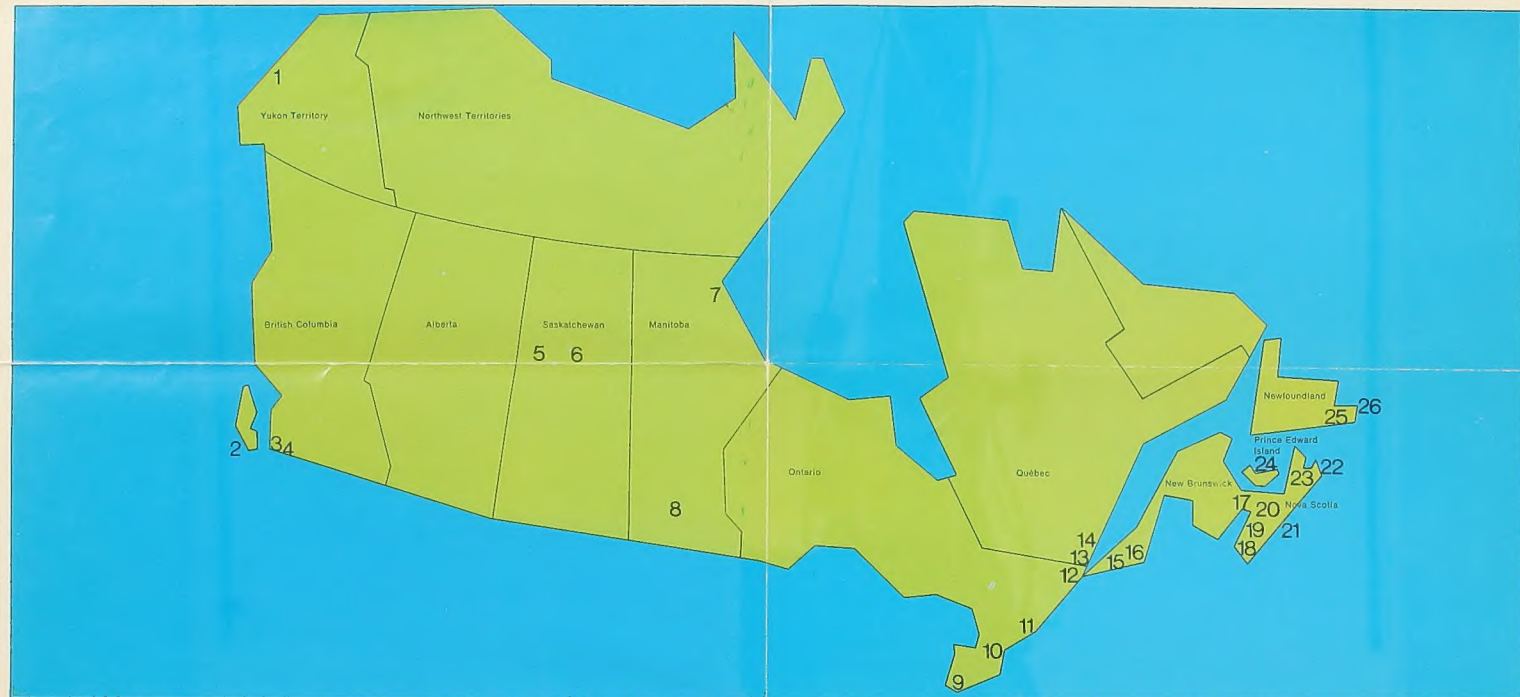 1
Yukon Territory
Northwest Territories
7
British Columbia
Alberta
Saskatchewan
Manitoba
5 6
Newfoundland
26
25
2
3
4
Prince Edward
Island
24
22
23
Ontario
Québec
New Brunswick
17
20
Nova Scotia
8
19
21
18
14
13
12
15
16
11
10
9